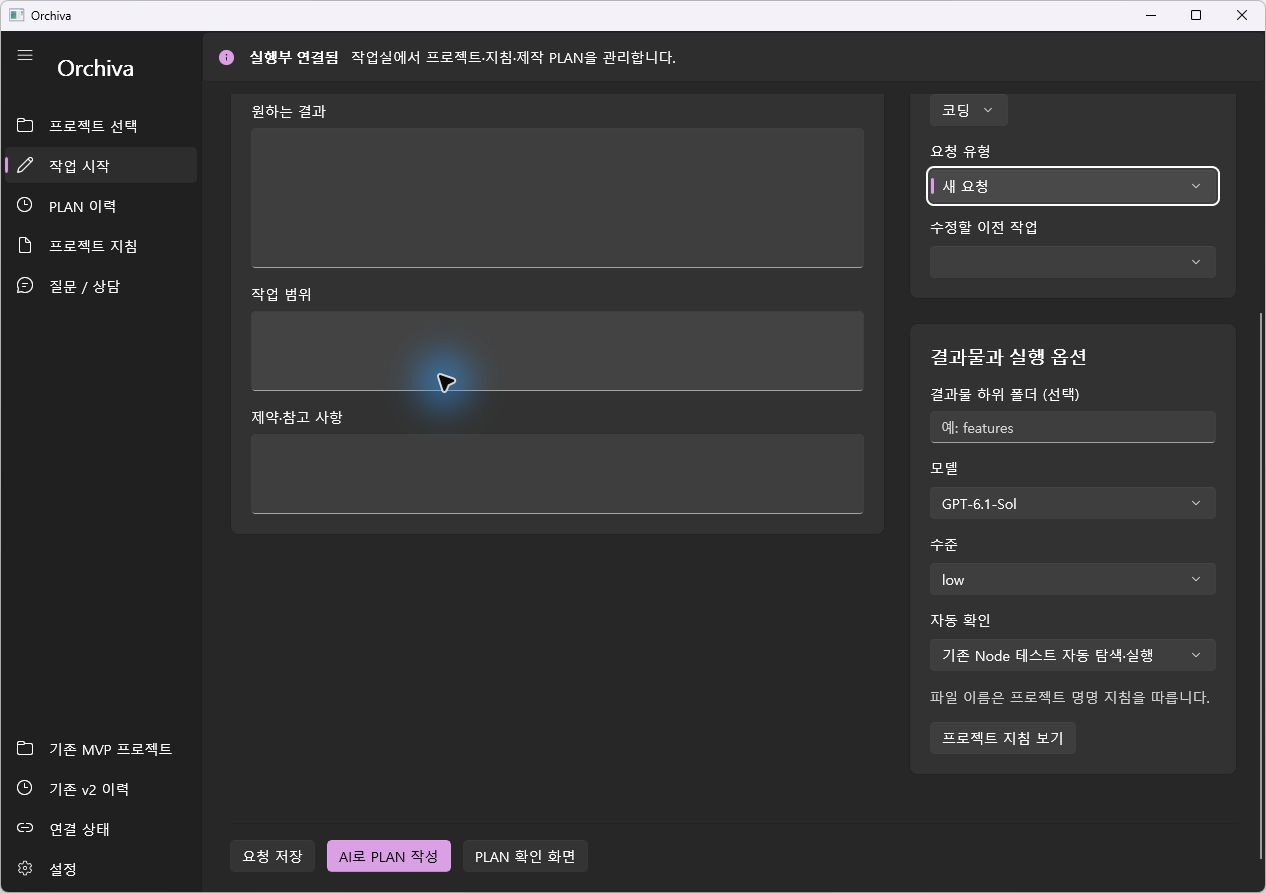 Orchiva
Orchiva
프로젝트 선택
작업 시작
PLAN 이력
프로젝트 지침
질문 / 상담
기존 MVP 프로젝트
기존 v2 이력
연결 상태
설정
실행부 연결됨 작업실에서 프로젝트·지침·제작 PLAN을 관리합니다.
원하는 결과
작업 범위
제약·참고 사항
코딩
요청 유형
새 요청
수정할 이전 작업
결과물과 실행 옵션
결과물 하위 폴더 (선택)
예: features
모델
GPT-6.1-Sol
수준
low
자동 확인
기존 Node 테스트 자동 탐색·실행
파일 이름은 프로젝트 명명 지침을 따릅니다.
프로젝트 지침 보기
요청 저장
AI로 PLAN 작성
PLAN 확인 화면